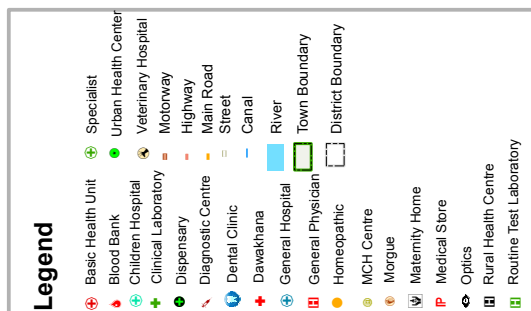 Legend
Basic Health Unit
Blood Bank
Children Hospital
Clinical Laboratory
Dispensary
Diagnostic Centre
Dental Clinic
Dawakhana
General Hospital
General Physician
Homeopathic
MCH Centre
Morgue
Maternity Home
Medical Store
Optics
Rural Health Centre
Routine Test Laboratory
Specialist
Urban Health Center
Veterinary Hospital
Motorway
Highway
Main Road
Street
Canal
River
Town Boundary
District Boundary